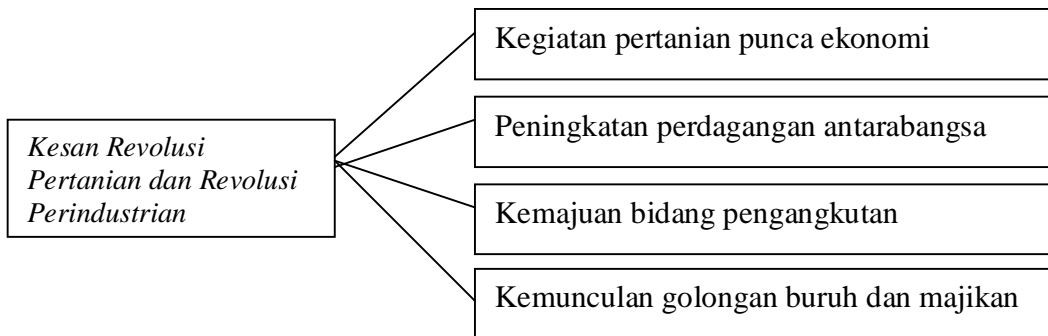 Kesan Revolusi
Pertanian dan Revolusi
Perindustrian
Kegiatan pertanian punca ekonomi
Peningkatan perdagangan antarabangsa
Kemajuan bidang pengangkutan
Kemunculan golongan buruh dan majikan